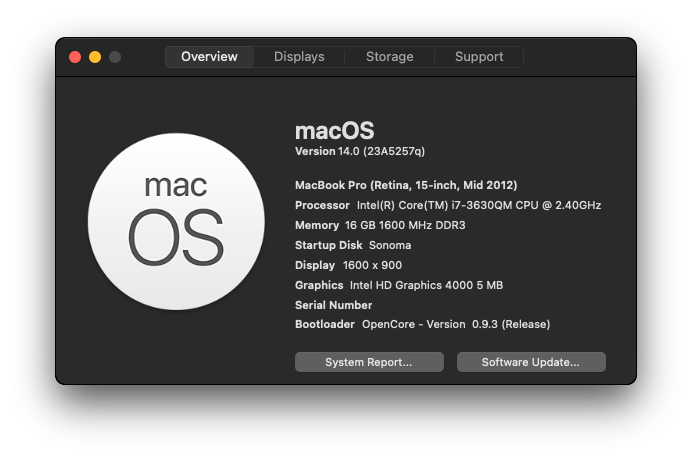 Overview Displays Storage Support
mac
OS
macOS
Version 14.0 (23A5257q)
MacBook Pro (Retina, 15-inch, Mid 2012)
Processor Intel(R) Core(TM) i7-3630QM CPU @ 2.40GHz
Memory 16 GB 1600 MHz DDR3
Startup Disk Sonoma
Display 1600 x 900
Graphics Intel HD Graphics 4000 5 MB
Serial Number
Bootloader OpenCore - Version 0.9.3 (Release)
System Report... Software Update...